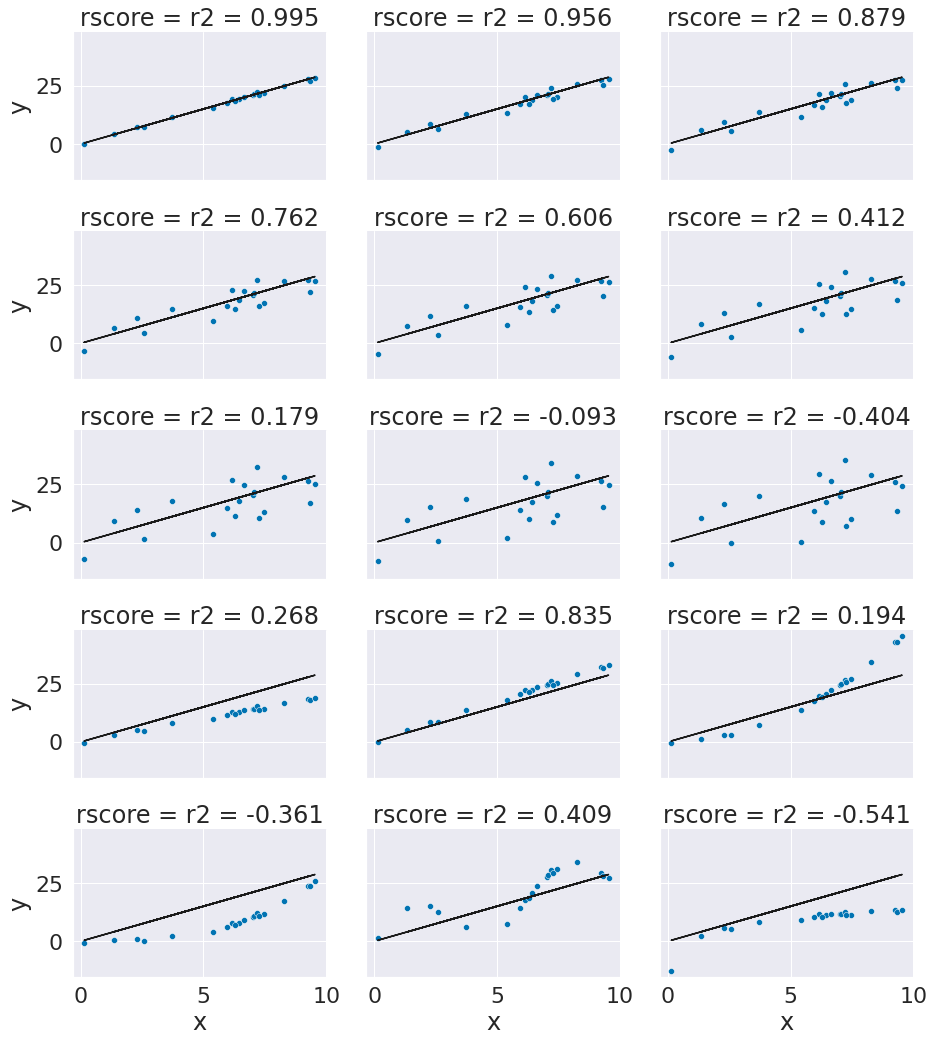 rscore = r2 = 0.995 rscore = r2 = 0.956 rscore = r2 = 0.879
25
y
0
rscore = r2 = 0.762 rscore = r2 = 0.606 rscore = r2 = 0.412
25
y
0
rscore = r2 = 0.179 rscore = r2 = -0.093 rscore = r2 = -0.404
25
y
0
rscore = r2 = 0.268 rscore = r2 = 0.835 rscore = r2 = 0.194
25
y
0
rscore = r2 = -0.361 rscore = r2 = 0.409 rscore = r2 = -0.541
25
y
0
0 5 10 0 5 10 0 5 10
x x x